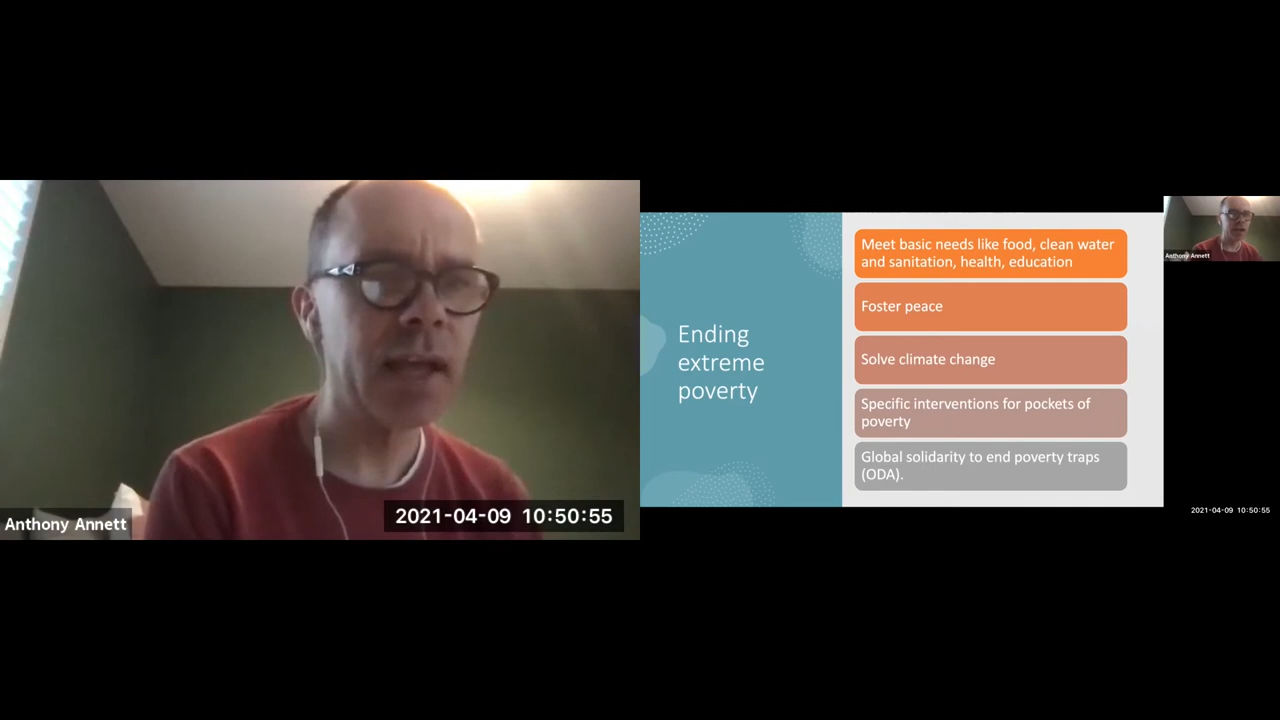 Anthony Annett
2021-04-09 10:50:55
Ending
extreme
poverty
Meet basic needs like food, clean water
and sanitation, health, education
Foster peace
Solve climate change
Specific interventions for pockets of
poverty
Global solidarity to end poverty traps
(ODA).
Anthony Annett
2021-04-09 10:50:55